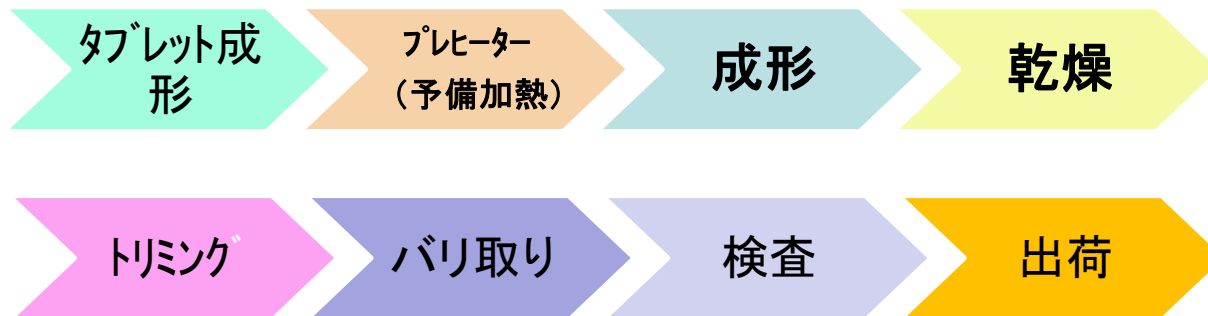 ﾀﾌﾞﾚｯﾄ成
形
ﾌﾟﾚﾋｰﾀｰ
（予備加熱）
成形
乾燥
ﾄﾘﾐﾝｸﾞ
バリ取り
検査
出荷